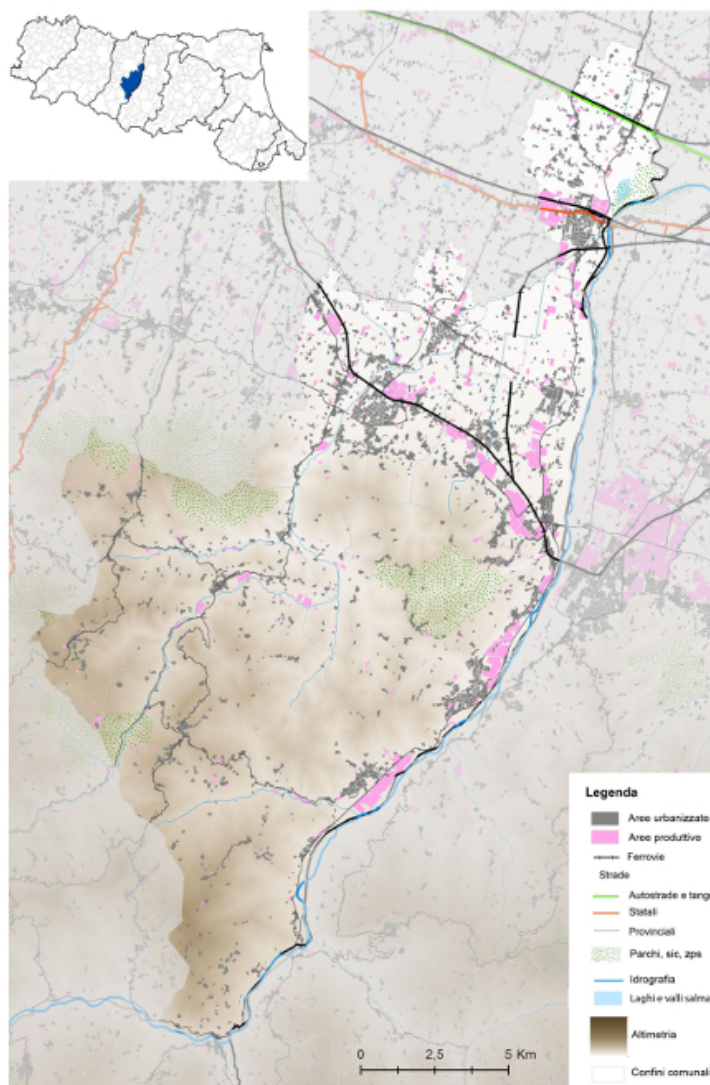 Legenda
Aree urbanizzate
Aree produttive
Ferrovie
Strade
Autostrade e tang
Statali
Provinciali
Parchi, sic, zps
Idrografia
Laghi e valli salma
Altimetria
Confini comunali
0 2,5 5 Km